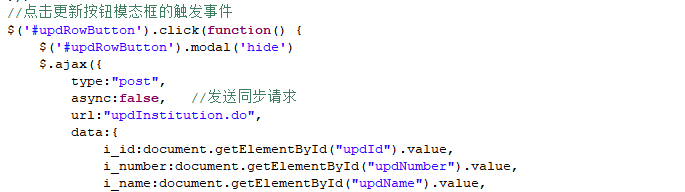 //点击更新按钮模态框的触发事件
$('#updRowButton').click(function() {
$('#updRowButton').modal('hide')
$.ajax({
type:"post",
async:false, //发送同步请求
url:"updInstitution.do",
data:{
i_id:document.getElementById("updId").value,
i_number:document.getElementById("updNumber").value,
i_name:document.getElementById("updName").value,